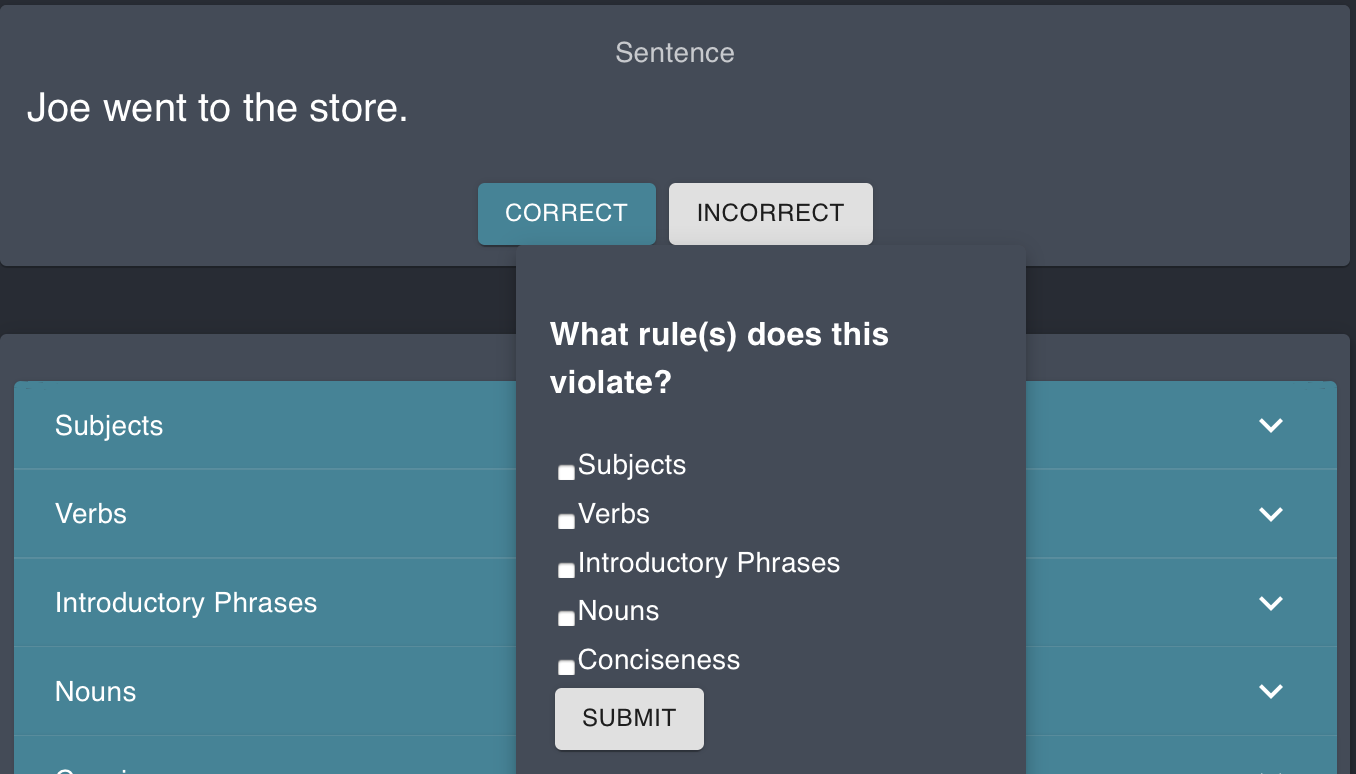 Sentence
Joe went to the store.
CORRECT
INCORRECT
What rule(s) does this
violate?
Subjects
Verbs
Introductory Phrases
Nouns
Conciseness
SUBMIT
Subjects
Verbs
Introductory Phrases
Nouns